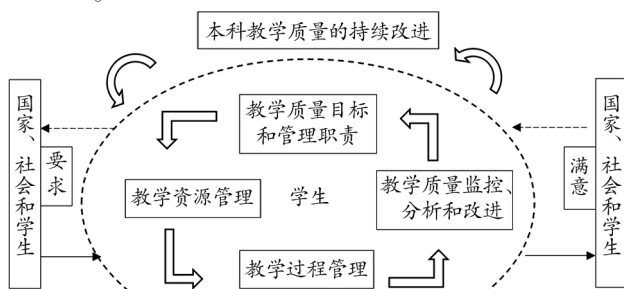 本科教学质量的持续改进
国家、社会和学生
要求
教学质量目标
和管理职责
教学资源管理
学生
教学质量监控、
分析和改进
教学过程管理
满意
国家、社会和学生